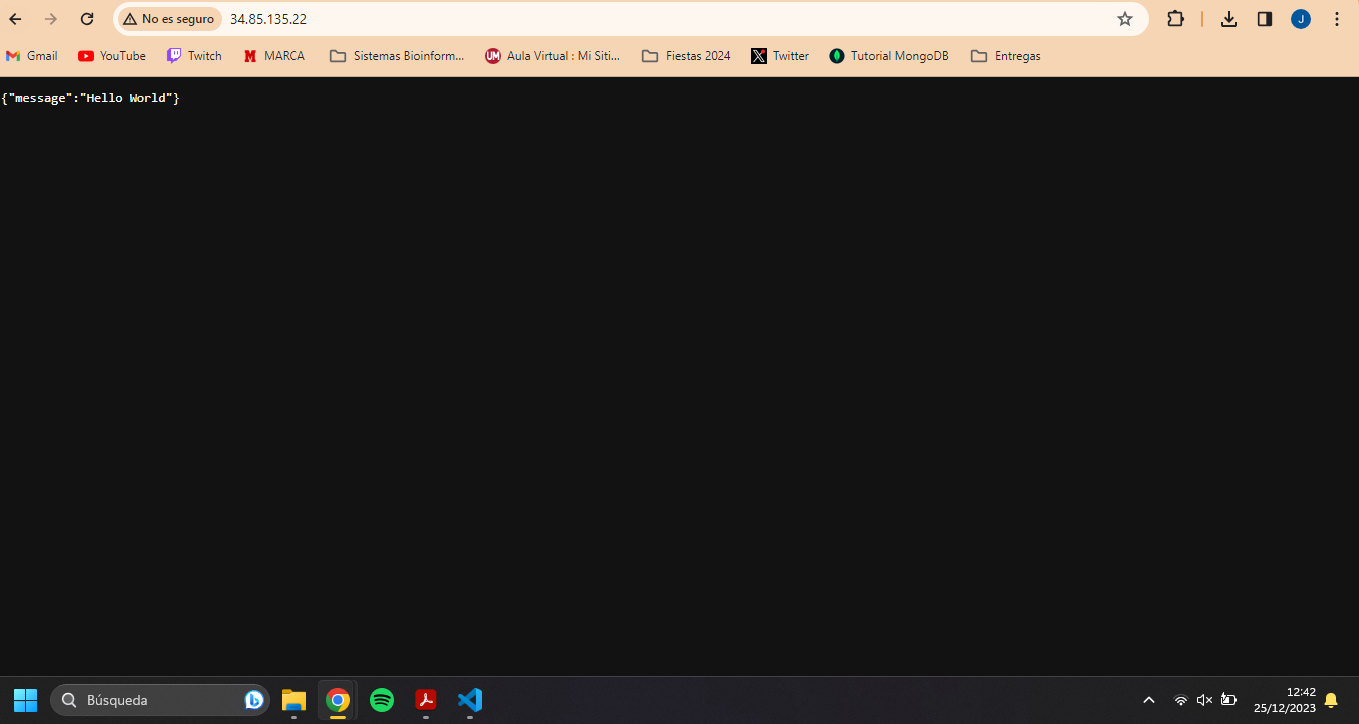 No es seguro 34.85.135.22 J
Gmail YouTube Twitch M MARCA Sistemas Bioinform... UM Aula Virtual : Mi Siti... Fiestas 2024 Twitter Tutorial MongoDB Entregas
{"message":"Hello World"}
Búsqueda
12:42
25/12/2023